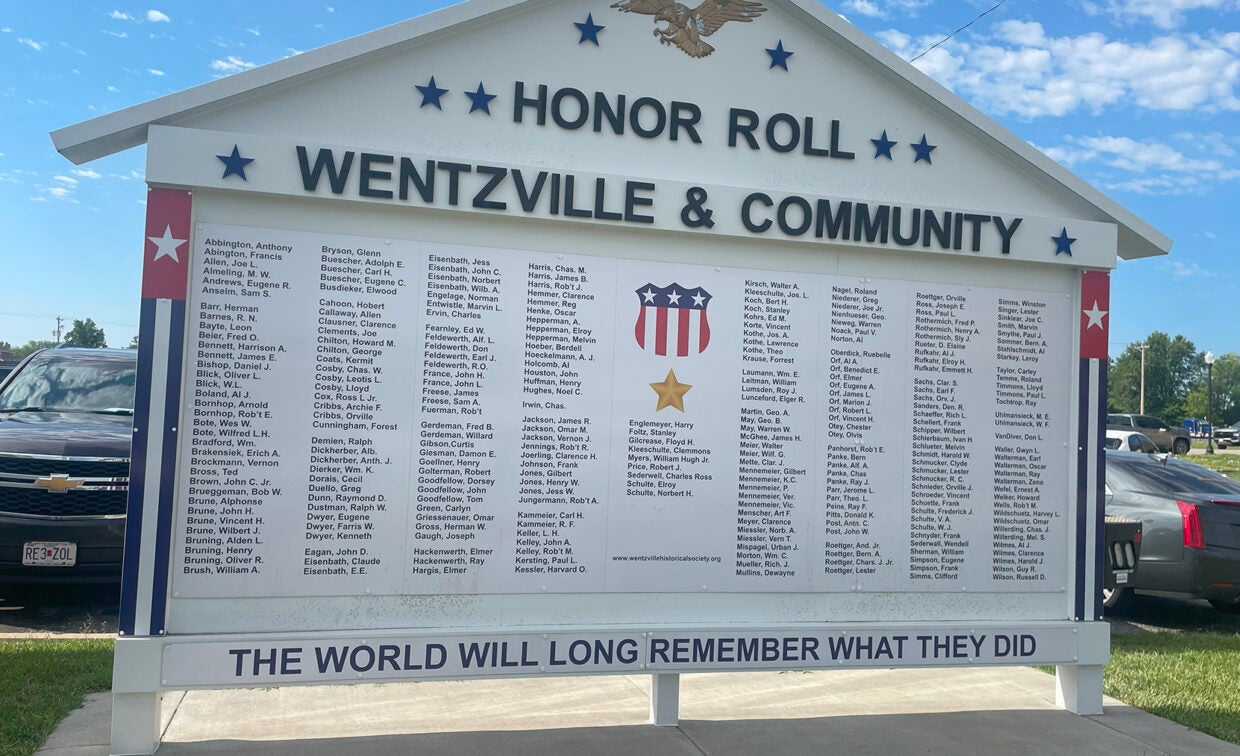 HONOR ROLL
WENTZVILLE & COMMUNITY
Abbington, Anthony
Abington, Francis
Allen, Joe L.
Almeling, M. W.
Andrews, Eugene R.
Anselm, Sam S.
Barr, Herman
Barnes, R. N.
Bayte, Leon
Beier, Fred O.
Bennett, Harrison A.
Bennett, James E.
Bishop, Daniel J.
Blick, Oliver L.
Blick, W.L.
Boland, Al J.
Bornhop, Arnold
Bornhop, Rob't E.
Bote, Wes W.
Bote, Wilfred L.H.
Bradford, Wm.
Brakensiek, Erich A.
Brockmann, Vernon
Bross, Ted
Brown, John C. Jr.
Brueggeman, Bob W.
Brune, Alphonse
Brune, John H.
Brune, Vincent H.
Brune, Wilbert J.
Bruning, Alden L.
Bruning, Henry
Bruning, Oliver R.
Brush, William A.
Bryson, Glenn
Buescher, Adolph E.
Buescher, Carl H.
Buescher, Eugene C.
Busdieker, Elwood
Cahoon, Hobert
Callaway, Allen
Clausner, Clarence
Clements, Joe
Chilton, Howard M.
Chilton, George
Coats, Kermit
Cosby, Chas. W.
Cosby, Leotis L.
Cosby, Lloyd
Cox, Ross L Jr.
Cribbs, Archie F.
Cribbs, Orville
Cunningham, Forest
Demien, Ralph
Dickherber, Alb.
Dickherber, Anth. J.
Dierker, Wm. K.
Dorais, Cecil
Duello, Greg
Dunn, Raymond D.
Dustman, Ralph W.
Dwyer, Eugene
Dwyer, Farris W.
Dwyer, Kenneth
Eagan, John D.
Eisenbath, Claude
Eisenbath, E.E.
Eisenbath, Jess
Eisenbath, John C.
Eisenbath, Norbert
Eisenbath, Wilb. A.
Engelage, Norman
Entwistle, Marvin L.
Ervin, Charles
Fearnley, Ed W.
Feldewerth, Alf. L.
Feldewerth, Don
Feldewerth, Earl J.
Feldewerth, R.O.
France, John H.
France, John L.
Freese, James
Freese, Sam A.
Fuerman, Rob't
Gerdeman, Fred B.
Gerdeman, Willard
Gibson, Curtis
Giesman, Damon E.
Goellner, Henry
Golterman, Robert
Goodfellow, Dorsey
Goodfellow, John
Goodfellow, Tom
Green, Carlyn
Griessenauer, Omar
Gross, Herman W.
Gaugh, Joseph
Hackenwerth, Elmer
Hackenwerth, Ray
Hargis, Elmer
Harris, Chas. M.
Harris, James B.
Harris, Rob't J.
Hemmer, Clarence
Hemmer, Reg
Henke, Oscar
Hepperman, A.
Hepperman, Elroy
Hepperman, Melvin
Hoeber, Berdell
Hoeckelmann, A. J.
Holcomb, Al
Houston, John
Huffman, Henry
Hughes, Noel C.
Irwin, Chas.
Jackson, James R.
Jackson, Omar M.
Jackson, Vernon J.
Jennings, Rob't R.
Joerling, Clarence H.
Johnson, Frank
Jones, Gilbert
Jones, Henry W.
Jones, Jess W.
Jungermann, Rob't A.
Kammeier, Carl H.
Kammeier, R. F.
Keller, L. H.
Kelley, John A.
Kelley, Rob't M.
Kersting, Paul L.
Kessler, Harvard O.
Englemeyer, Harry
Foltz, Stanley
Gilcrease, Floyd H.
Kleeschulte, Clemmons
Myers, William Hugh Jr.
Price, Robert J.
Sederwell, Charles Ross
Schulte, Elroy
Schulte, Norbert H.
www.wentzvillehistoricalsociety.org
Kirsch, Walter A.
Kleeschulte, Jos. L.
Koch, Bert H.
Koch, Stanley
Kohrs, Ed M.
Korte, Vincent
Kothe, Jos. A.
Kothe, Lawrence
Kothe, Theo
Krause, Forrest
Laumann, Wm. E.
Leitman, William
Lumsden, Roy J.
Lunceford, Elger R.
Martin, Geo. A.
May, Geo. B.
May, Warren W.
McGhee, James H.
Meier, Walter
Meier, Wilf. G.
Mette, Clar. J.
Mennemeier, Gilbert
Mennemeier, K.C.
Mennemeier, P.
Mennemeier, Ver.
Mennemeier, Vic.
Menscher, Art F.
Meyer, Clarence
Miessler, Norb. A.
Miessler, Vern T.
Mispagel, Urban J.
Morton, Wm. C.
Mueller, Rich. J.
Mullins, Dewayne
Nagel, Roland
Niederer, Greg
Niederer, Joe Jr.
Nienhueser, Geo.
Nieweg, Warren
Noack, Paul V.
Norton, Al
Oberdick, Ruebelle
Orf, Al A.
Orf, Benedict E.
Orf, Elmer
Orf, Eugene A.
Orf, James L.
Orf, Marion J.
Orf, Robert L.
Orf, Vincent H.
Otey, Chester
Otey, Olvis
Panhorst, Rob't E.
Panke, Bern
Panke, Alf. A.
Panke, Chas
Panke, Ray J.
Parr, Jerome L.
Parr, Theo. L.
Peine, Ray F.
Pitts, Donald K.
Post, Antn. C.
Post, John W.
Roettger, And. Jr.
Roettger, Bern. A.
Roettger, Chars. J. Jr.
Roettger, Lester
Roettger, Orville
Ross, Joseph E.
Ross, Paul L.
Rothermich, Fred P.
Rothermich, Henry A.
Rothermich, Sly J.
Rueter, D. Elaine
Rufkahr, Al J.
Rufkahr, Elroy H.
Rufkahr, Emmett H.
Sachs, Clar. S.
Sachs, Earl F.
Sachs, Orv. J.
Sanders, Den. R.
Schaeffer, Rich L.
Schellert, Frank
Schipper, Wilbert
Schierbaum, Ivan H.
Schlueter, Melvin
Schmidt, Harold W.
Schmucker, Clyde
Schmucker, Lester
Schmucker, R. C.
Schnieder, Orville J.
Schroeder, Vincent
Schuette, Frank
Schulte, Frederick J.
Schulte, V. A.
Schulte, W. J.
Schnyder, Frank
Sederwell, Wendell
Sherman, William
Simpson, Eugene
Simpson, Frank
Simms, Clifford
Simms, Winston
Singer, Lester
Sinklear, Joe C.
Smith, Marvin
Smythe, Paul J.
Sommer, Bern. A.
Stahlschmidt, Al
Starkey, Leroy
Taylor, Carley
Temme, Roland
Timmons, Lloyd
Timmons, Paul L.
Tochtrop, Ray
Uhlmansieck, M. E.
Uhlmansieck, W. F.
VanDiver, Don L.
Waller, Gwyn L.
Walterman, Earl
Walterman, Oscar
Walterman, Ray
Walterman, Zeno
Wefel, Ernest A.
Welker, Howard
Wells, Rob't M.
Wildschuetz, Harvey L.
Wildschuetz, Omar
Willerding, Chas. J.
Willerding, Mel. S.
Wilmes, Al J.
Wilmes, Clarence
Wilmes, Harold J.
Wilson, Guy R.
Wilson, Russell D.
THE WORLD WILL LONG REMEMBER WHAT THEY DID
RE3 ZOL